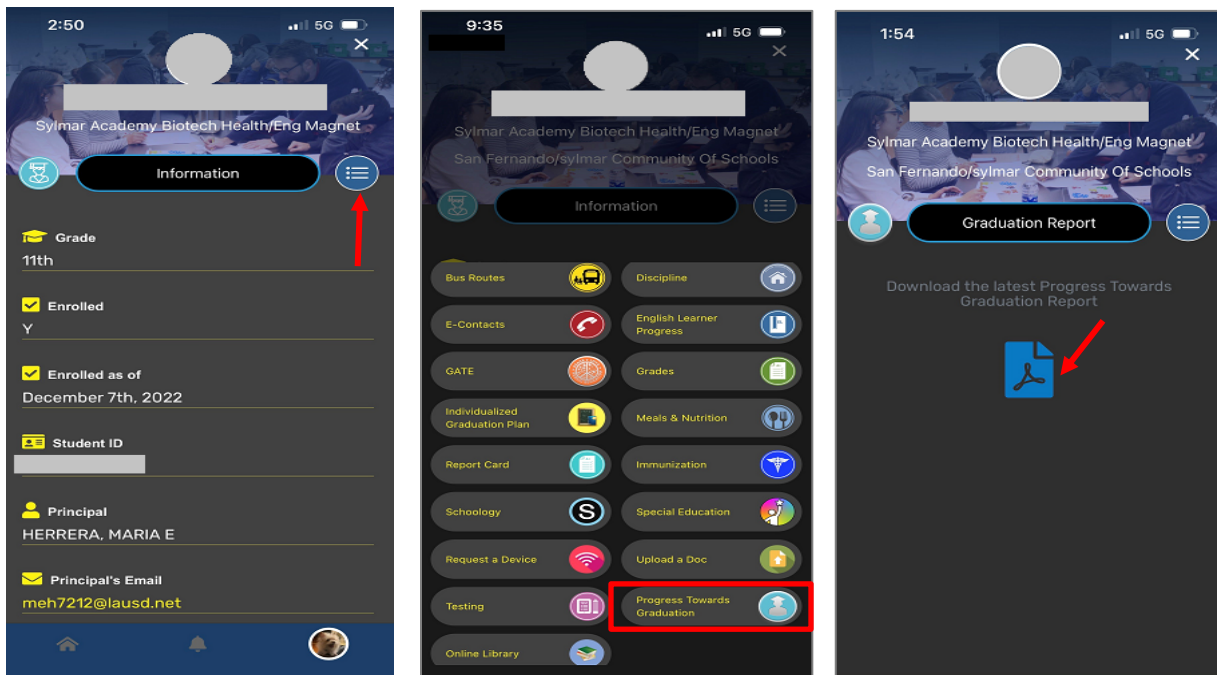 2:50
5G
Sylmar Academy Biotech Health/Eng Magnet
Information
Grade
11th
Enrolled
Y
Enrolled as of
December 7th, 2022
Student ID
Principal
HERRERA, MARIA E
Principal's Email
meh7212@lausd.net
9:35
5G
Sylmar Academy Biotech Health/Eng Magnet
San Fernando/sylmar Community Of Schools
Information
Bus Routes
Discipline
E-Contacts
English Learner
Progress
GATE
Grades
Individualized
Graduation Plan
Meals & Nutrition
Report Card
Immunization
Schoology
S
Special Education
Request a Device
Upload a Doc
Testing
Progress Towards
Graduation
Online Library
1:54
5G
Sylmar Academy Biotech Health/Eng Magnet
San Fernando/sylmar Community Of Schools
Graduation Report
Download the latest Progress Towards
Graduation Report